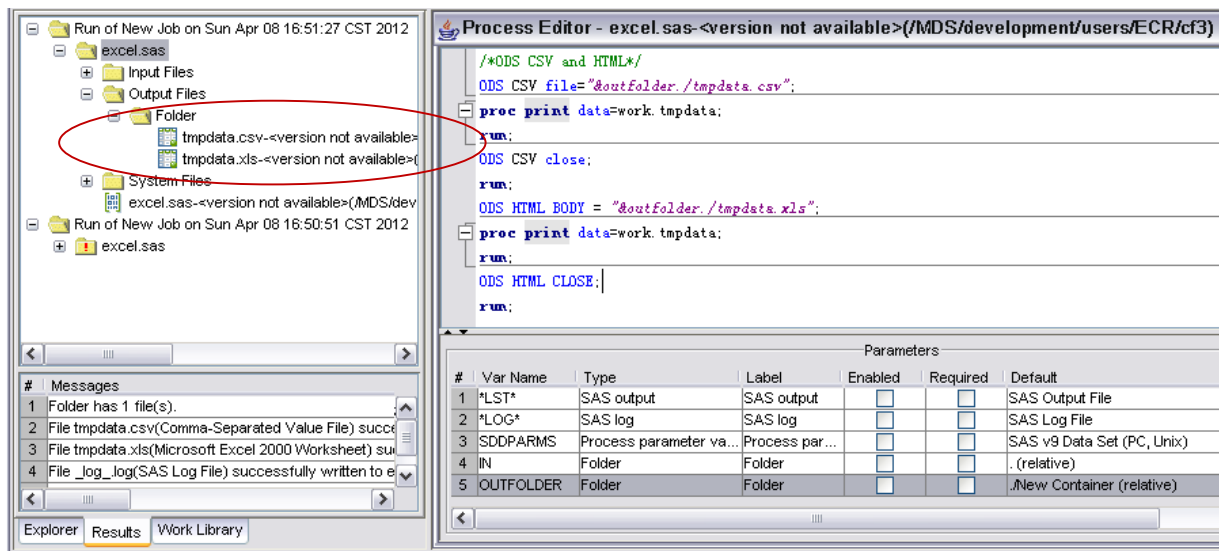 Run of New Job on Sun Apr 08 16:51:27 CST 2012
excel.sas
Input Files
Output Files
Folder
tmpdata.csv-<version not available>
tmpdata.xls-<version not available>(
System Files
excel.sas-<version not available>(/MDS/dev
Run of New Job on Sun Apr 08 16:50:51 CST 2012
excel.sas
# Messages
1 Folder has 1 file(s).
2 File tmpdata.csv(Comma-Separated Value File) succe
3 File tmpdata.xls(Microsoft Excel 2000 Worksheet) su
4 File _log_.log(SAS Log File) successfully written to e
Explorer Results Work Library
Process Editor - excel.sas-<version not available>(/MDS/development/users/ECR/cf3)
/*ODS CSV and HTML*/
ODS CSV file="&outfolder./tmpdata.csv";
proc print data=work.tmpdata;
run;
ODS CSV close;
run;
ODS HTML BODY = "&outfolder./tmpdata.xls";
proc print data=work.tmpdata;
run;
ODS HTML CLOSE;
run;
Parameters
# Var Name Type Label Enabled Required Default
1 *LST* SAS output SAS output SAS Output File
2 *LOG* SAS log SAS log SAS Log File
3 SDDPARMS Process parameter va... Process par... SAS v9 Data Set (PC, Unix)
4 IN Folder Folder . (relative)
5 OUTFOLDER Folder Folder ./New Container (relative)